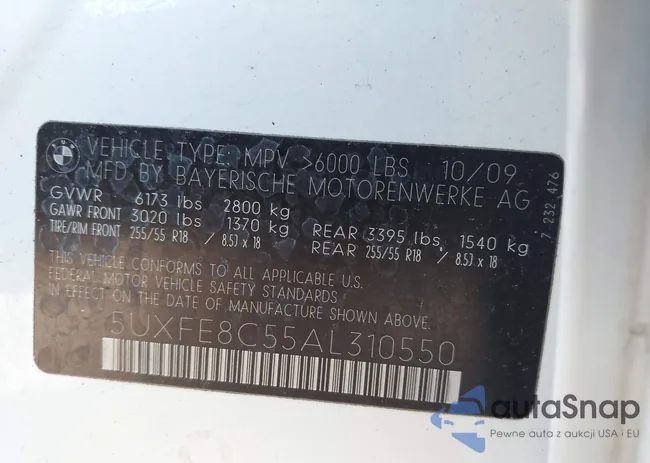 VEHICLE TYPE MPV >6000 LBS 10/09
MFD BY BAYERISCHE MOTORENWERKE AG
GVWR 6173 lbs 2800 kg
GAWR FRONT 3020 lbs 1370 kg REAR 3395 lbs 1540 kg
TIRE/RIM FRONT 255/55 R18 / 8.5J x 18 REAR 255/55 R18 / 8.5J x 18
THIS VEHICLE CONFORMS TO ALL APPLICABLE U.S.
FEDERAL MOTOR VEHICLE SAFETY STANDARDS IN
EFFECT ON THE DATE OF MANUFACTURE SHOWN ABOVE.
5UXFE8C55AL310550
7 232 476
autaSnap
Pewne auta z aukcji USA i EU